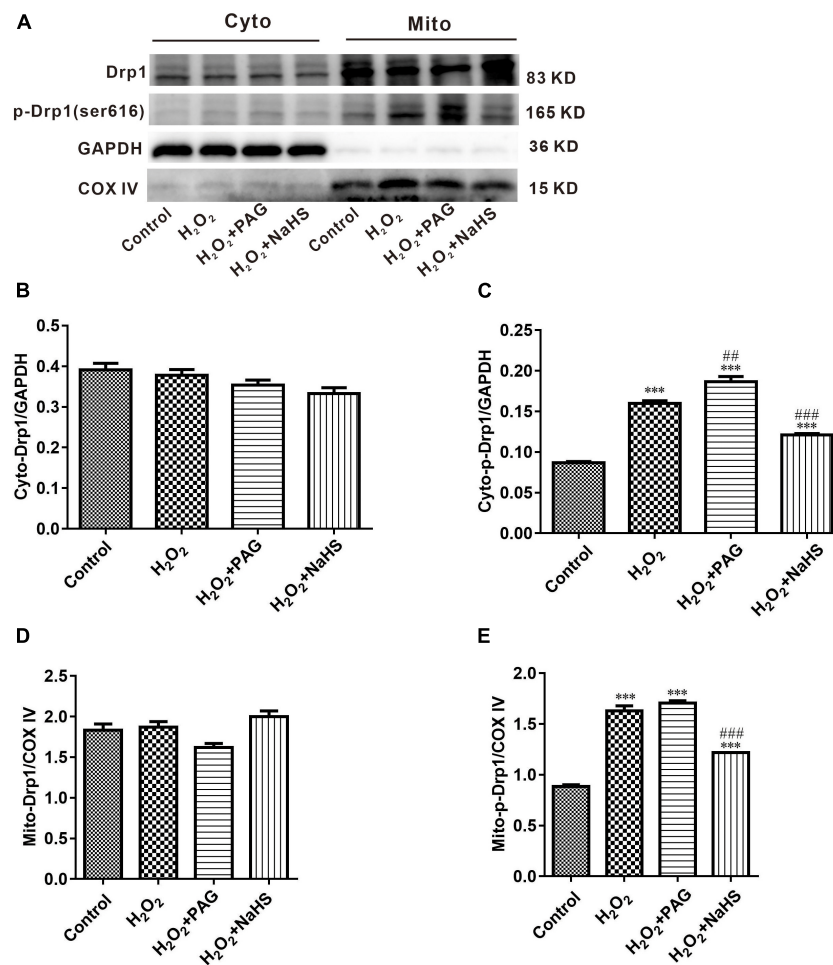 A
Cyto Mito
Drp1 83 KD
p-Drp1(ser616) 165 KD
GAPDH 36 KD
COX IV 15 KD
Control H₂O₂ H₂O₂+PAG H₂O₂+NaHS Control H₂O₂ H₂O₂+PAG H₂O₂+NaHS
B
Cyto-Drp1/GAPDH
0.5
0.4
0.3
0.2
0.1
0.0
Control H₂O₂ H₂O₂+PAG H₂O₂+NaHS
C
Cyto-p-Drp1/GAPDH
0.25
0.20
0.15
0.10
0.05
0.00
***
##
***
###
***
Control H₂O₂ H₂O₂+PAG H₂O₂+NaHS
D
Mito-Drp1/COX IV
2.5
2.0
1.5
1.0
0.5
0.0
Control H₂O₂ H₂O₂+PAG H₂O₂+NaHS
E
Mito-p-Drp1/COX IV
2.0
1.5
1.0
0.5
0.0
***
***
###
***
Control H₂O₂ H₂O₂+PAG H₂O₂+NaHS